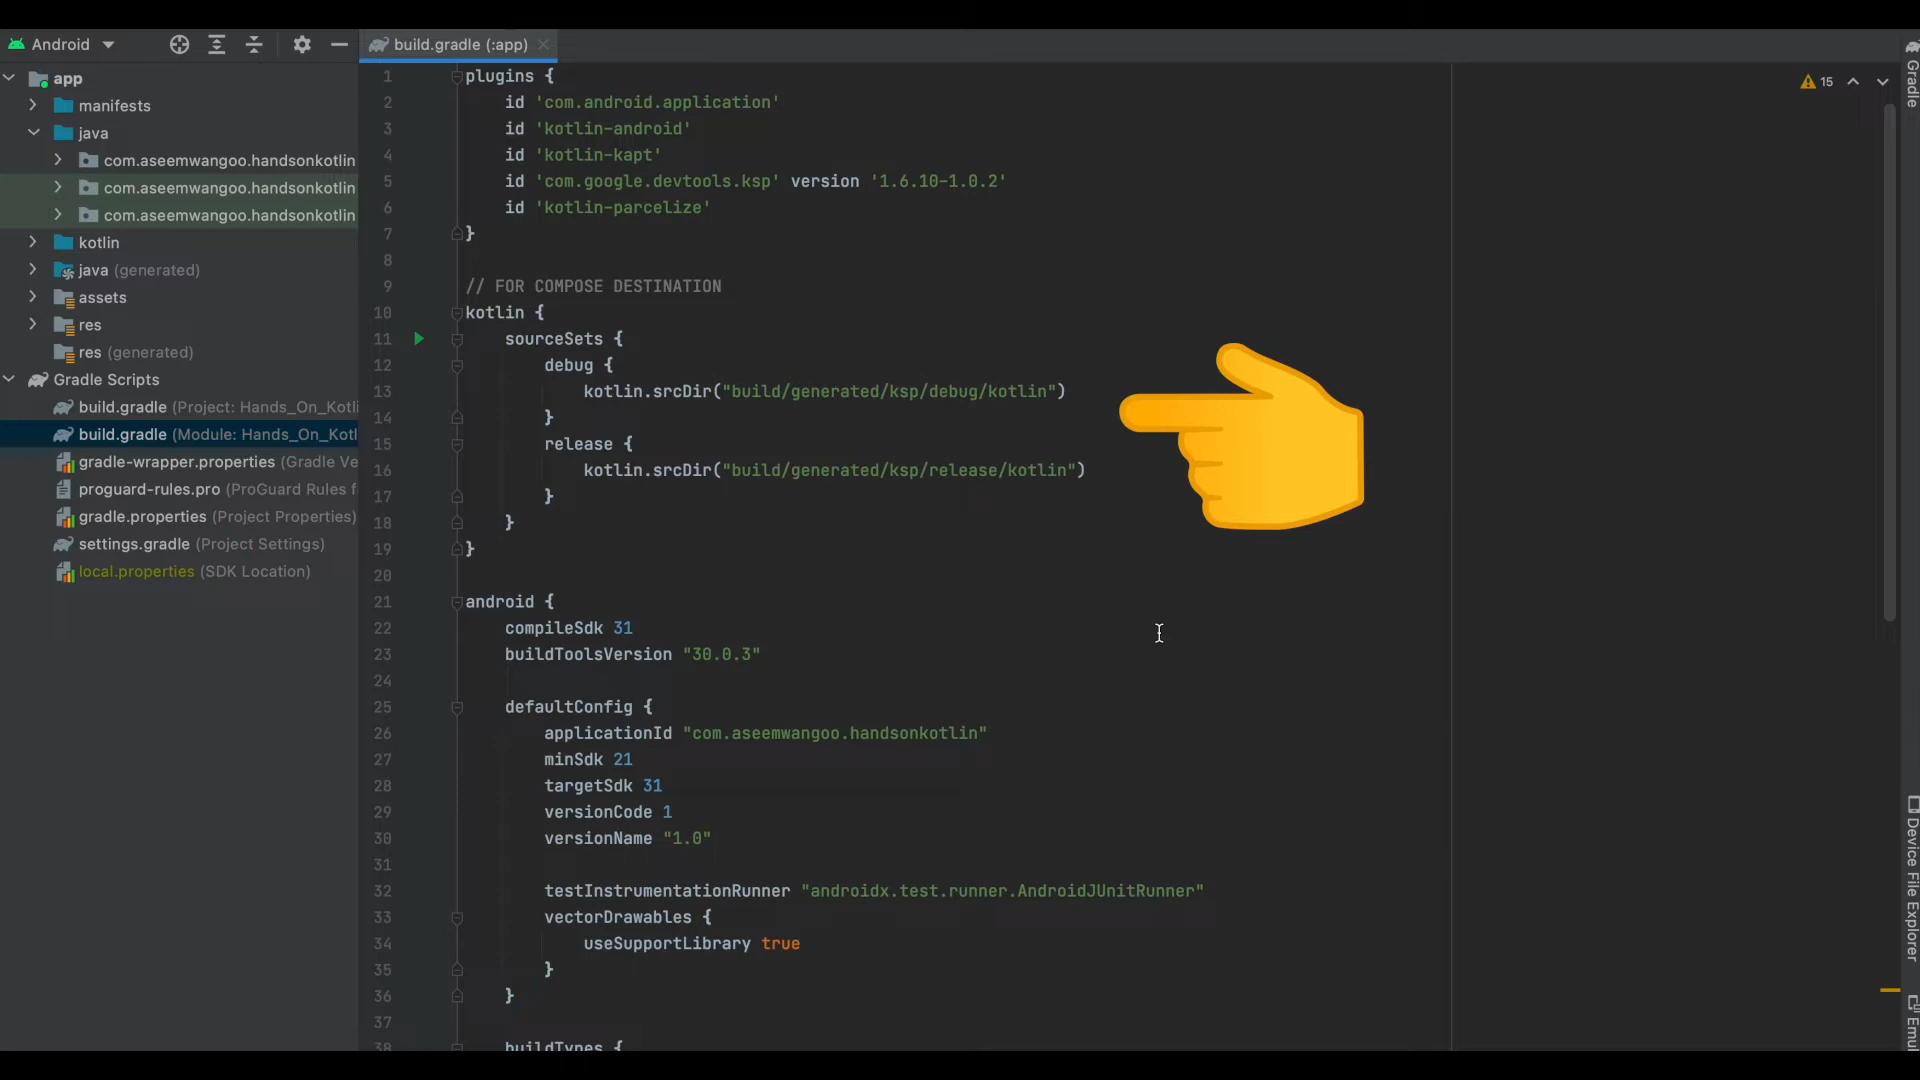 Android
build.gradle (:app)
app
manifests
java
com.aseemwangoo.handsonkotlin
com.aseemwangoo.handsonkotlin
com.aseemwangoo.handsonkotlin
kotlin
java (generated)
assets
res
res (generated)
Gradle Scripts
build.gradle (Project: Hands_On_Kotli
build.gradle (Module: Hands_On_Kotl
gradle-wrapper.properties (Gradle Ve
proguard-rules.pro (ProGuard Rules f
gradle.properties (Project Properties)
settings.gradle (Project Settings)
local.properties (SDK Location)
1 plugins {
2 id 'com.android.application'
3 id 'kotlin-android'
4 id 'kotlin-kapt'
5 id 'com.google.devtools.ksp' version '1.6.10-1.0.2'
6 id 'kotlin-parcelize'
7 }
8
9 // FOR COMPOSE DESTINATION
10 kotlin {
11 sourceSets {
12 debug {
13 kotlin.srcDir("build/generated/ksp/debug/kotlin")
14 }
15 release {
16 kotlin.srcDir("build/generated/ksp/release/kotlin")
17 }
18 }
19 }
20
21 android {
22 compileSdk 31
23 buildToolsVersion "30.0.3"
24
25 defaultConfig {
26 applicationId "com.aseemwangoo.handsonkotlin"
27 minSdk 21
28 targetSdk 31
29 versionCode 1
30 versionName "1.0"
31
32 testInstrumentationRunner "androidx.test.runner.AndroidJUnitRunner"
33 vectorDrawables {
34 useSupportLibrary true
35 }
36 }
37
38 buildTypes {
15
Gradle
Device File Explorer
Emul